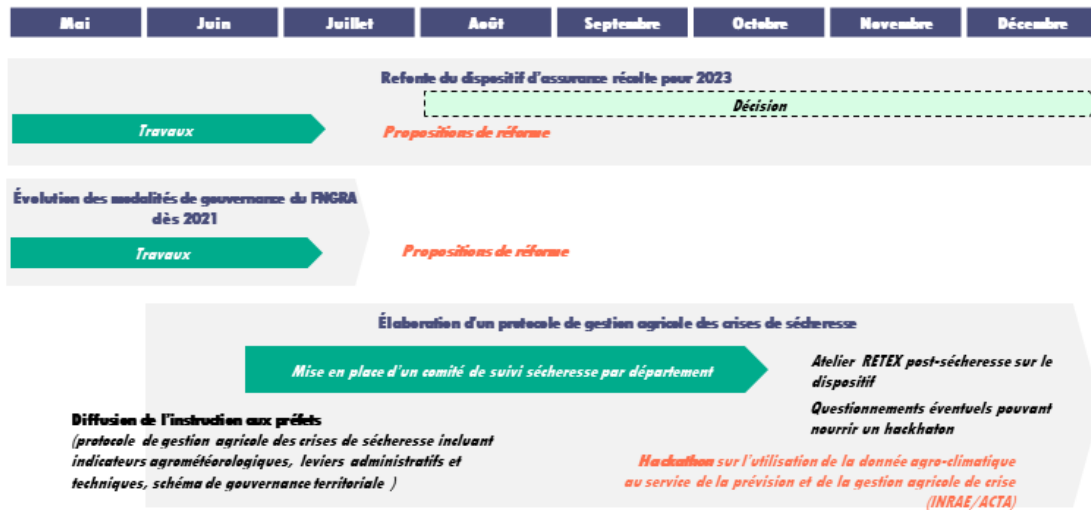 Mai Juin Juillet Août Septembre Octobre Novembre Décembre
Refonte du dispositif d'assurance récolte pour 2023
Décision
Travaux
Propositions de réforme
Évolution des modalités de gouvernance du FNGRA
dès 2021
Travaux
Propositions de réforme
Élaboration d'un protocole de gestion agricole des crises de sécheresse
Mise en place d'un comité de suivi sécheresse par département
Atelier RETEX post-sécheresse sur le
dispositif
Questionnements éventuels pouvant
nourrir un hackhaton
Diffusion de l'instruction aux préfets
(protocole de gestion agricole des crises de sécheresse incluant
indicateurs agrométéorologiques, leviers administratifs et
techniques, schéma de gouvernance territoriale )
Hackathon sur l'utilisation de la donnée agro-climatique
au service de la prévision et de la gestion agricole de crise
(INRAE/ACTA)